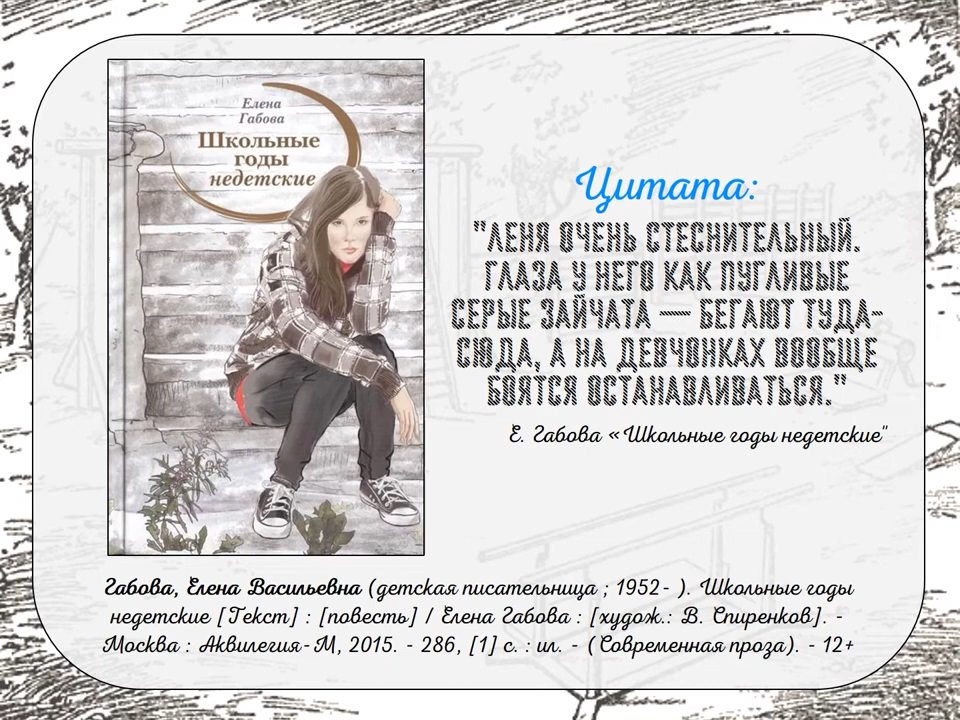 Елена
Габова
Школьные
годы
недетские
Цитата:
"ЛЕНЯ ОЧЕНЬ СТЕСНИТЕЛЬНЫЙ.
ГЛАЗА У НЕГО КАК ПУГЛИВЫЕ
СЕРЫЕ ЗАЙЧАТА — БЕГАЮТ ТУДА-
СЮДА, А НА ДЕВЧОНКАХ ВООБЩЕ
БОЯТСЯ ОСТАНАВЛИВАТЬСЯ."
Е. Габова «Школьные годы недетские"
Габова, Елена Васильевна (детская писательница ; 1952- ). Школьные годы
недетские [Текст] : [повесть] / Елена Габова : [худож.: В. Спиренков]. -
Москва : Аквилегия-М, 2015. - 286, [1] с. : ил. - (Современная проза). - 12+